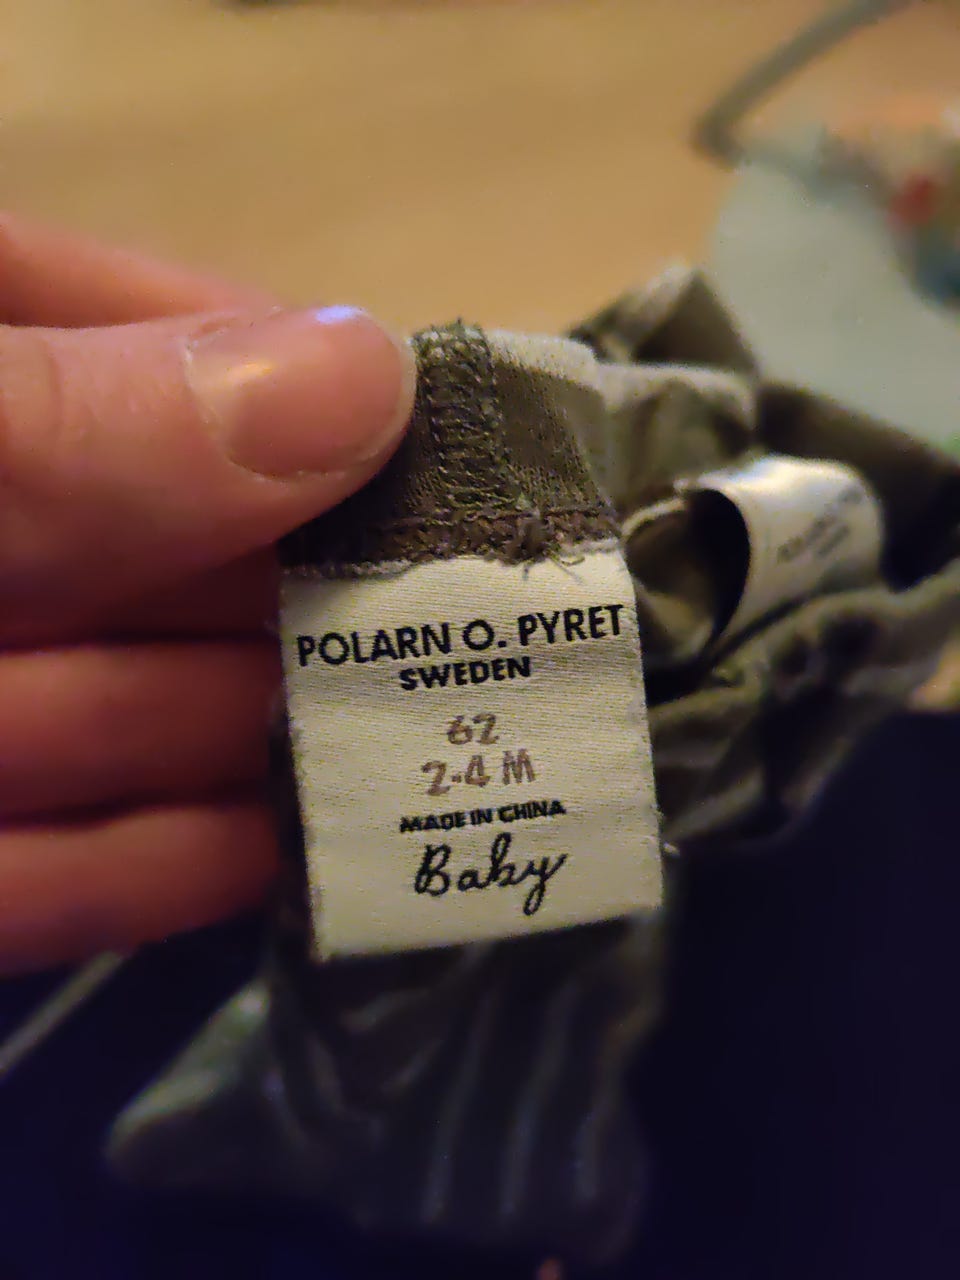 POLARN O. PYRET
SWEDEN
62
2-4 M
MADE IN CHINA
Baby